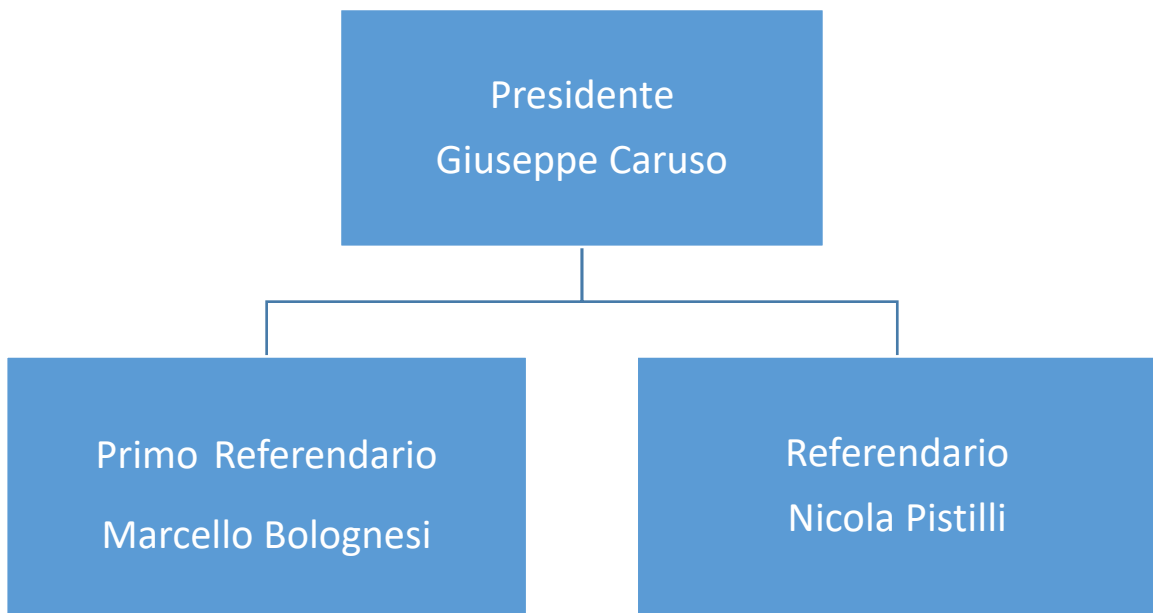 Presidente
Giuseppe Caruso
Primo Referendario
Marcello Bolognesi
Referendario
Nicola Pistilli